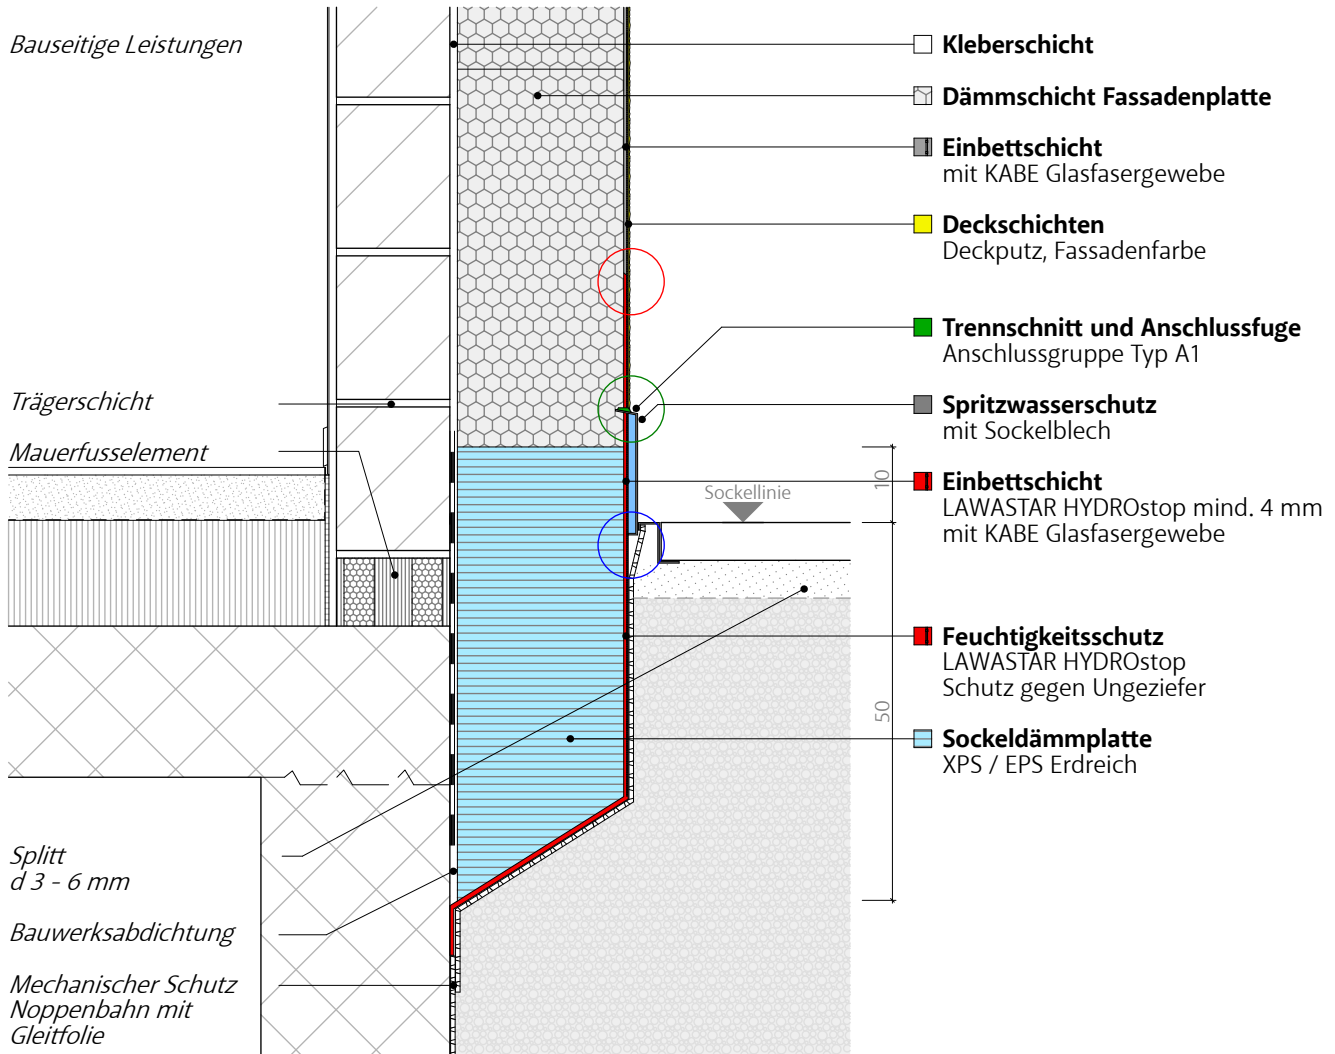 Bauseitige Leistungen
Trägerschicht
Mauerfusselement
Splitt
d 3 - 6 mm
Bauwerksabdichtung
Mechanischer Schutz
Noppenbahn mit
Gleitfolie
Sockellinie
10
50
Kleberschicht
Dämmschicht Fassadenplatte
Einbettschicht
mit KABE Glasfasergewebe
Deckschichten
Deckputz, Fassadenfarbe
Trennschnitt und Anschlussfuge
Anschlussgruppe Typ A1
Spritzwasserschutz
mit Sockelblech
Einbettschicht
LAWASTAR HYDROstop mind. 4 mm
mit KABE Glasfasergewebe
Feuchtigkeitsschutz
LAWASTAR HYDROstop
Schutz gegen Ungeziefer
Sockeldämmplatte
XPS / EPS Erdreich